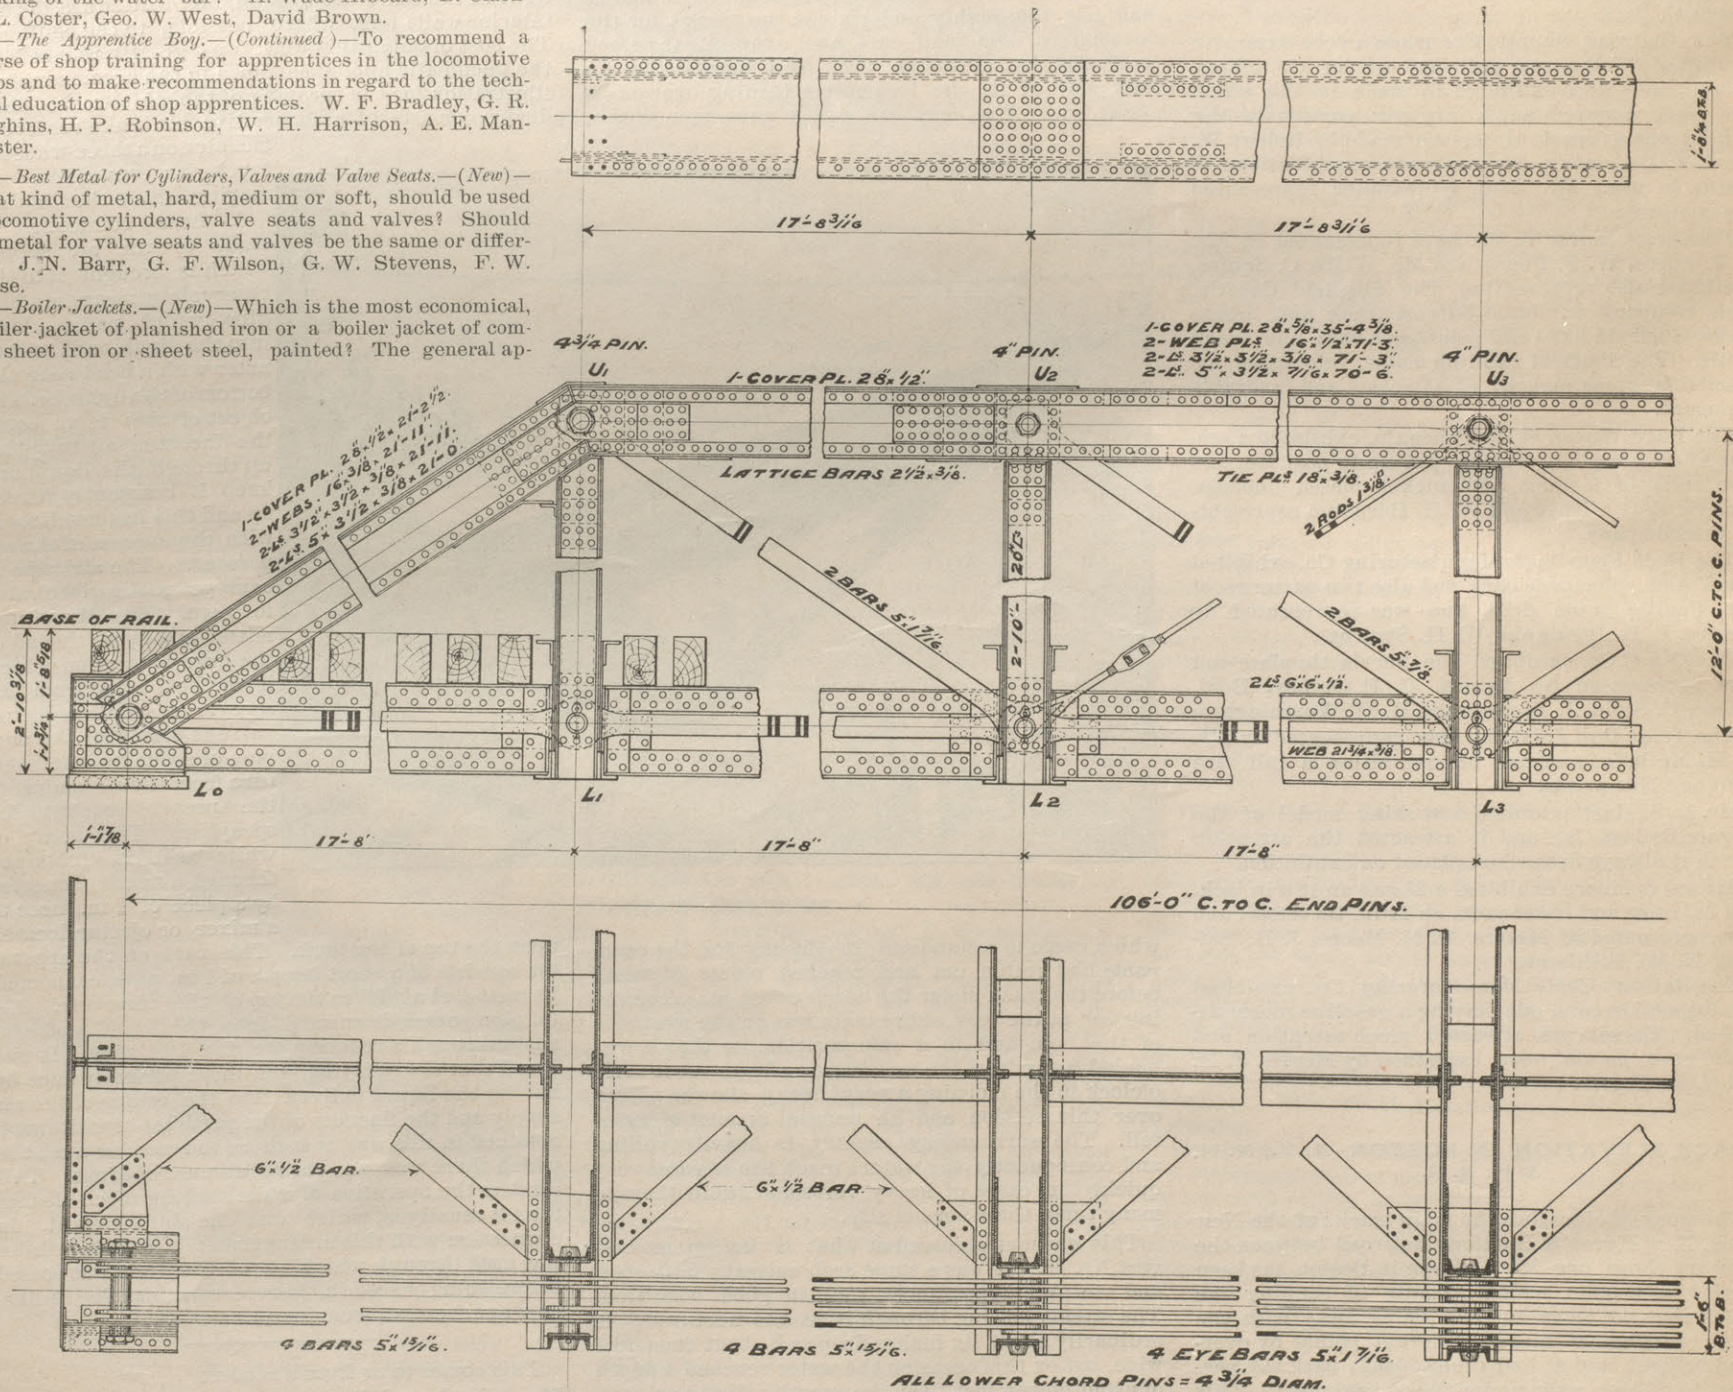 L. Coster, Geo. W. West, David Brown.
—The Apprentice Boy.—(Continued )—To recommend a
rse of shop training for apprentices in the locomotive
ps and to make recommendations in regard to the tech-
al education of shop apprentices. W. F. Bradley, G. R.
ghins, H. P. Robinson, W. H. Harrison, A. E. Man-
ster.
—Best Metal for Cylinders, Valves and Valve Seats.—(New)—
at kind of metal, hard, medium or soft, should be used
ocomotive cylinders, valve seats and valves? Should
metal for valve seats and valves be the same or differ-
J. N. Barr, G. F. Wilson, G. W. Stevens, F. W.
se.
—Boiler Jackets.—(New)—Which is the most economical,
iler jacket of planished iron or a boiler jacket of com-
sheet iron or sheet steel, painted? The general ap-
1'-8 1/4 B.T.B.
17'-8 3/16
17'-8 3/16
4 3/4 PIN.
U1
1-COVER PL. 28"x 1/2".
4" PIN.
U2
1-COVER PL. 28"x 5/8"x 35'-4 3/8.
2-WEB PLS 16"x 1/2"x 71'-3".
2-LS. 3 1/2"x 3 1/2"x 3/8 x 71'-3".
2-LS. 5"x 3 1/2"x 7/16 x 70'-6".
4" PIN.
U3
1-COVER PL. 28"x 1/2"x 21'-2 1/2.
2-WEBS. 16"x 3/8"x 21'-11"
2-LS. 3 1/2"x 3 1/2"x 3/8 x 21'-11.
2-LS. 5"x 3 1/2"x 3/8 x 21'-0"
LATTICE BARS 2 1/2"x 3/8.
TIE PLS 18"x 3/8.
2 RODS 1 3/8"
20"
2'-10"-
12'-0" C.TO.C. PINS.
BASE OF RAIL.
2'-10 3/8
1'-8 5/8
1'-1 3/4
2 BARS 5"x 1 7/16
2 BARS 5"x 7/8.
2 LS 6"x6"x 1/2.
WEB 21 3/4 x 3/8.
L0
L1
L2
L3
1'-1 7/8
17'-8'
17'-8"
17'-8"
106'-0" C.TO C. END PINS.
6"x 1/2 BAR.
6"x 1/2 BAR.
1'-6"
B.TO B.
4 BARS 5"x 15/16.
4 BARS 5"x 15/16.
4 EYE BARS 5"x 1 7/16.
ALL LOWER CHORD PINS = 4 3/4 DIAM.